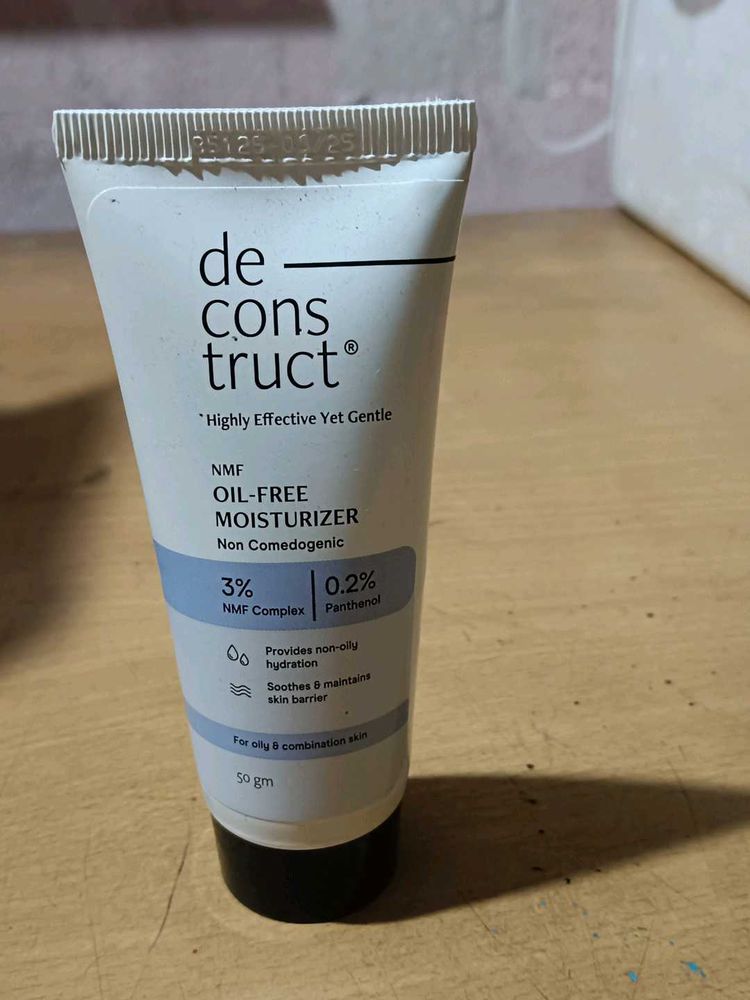 de
cons
truct®
Highly Effective Yet Gentle
NMF
OIL-FREE
MOISTURIZER
Non Comedogenic
3%
NMF Complex
0.2%
Panthenol
Provides non-oily
hydration
Soothes & maintains
skin barrier
For oily & combination skin
50 gm